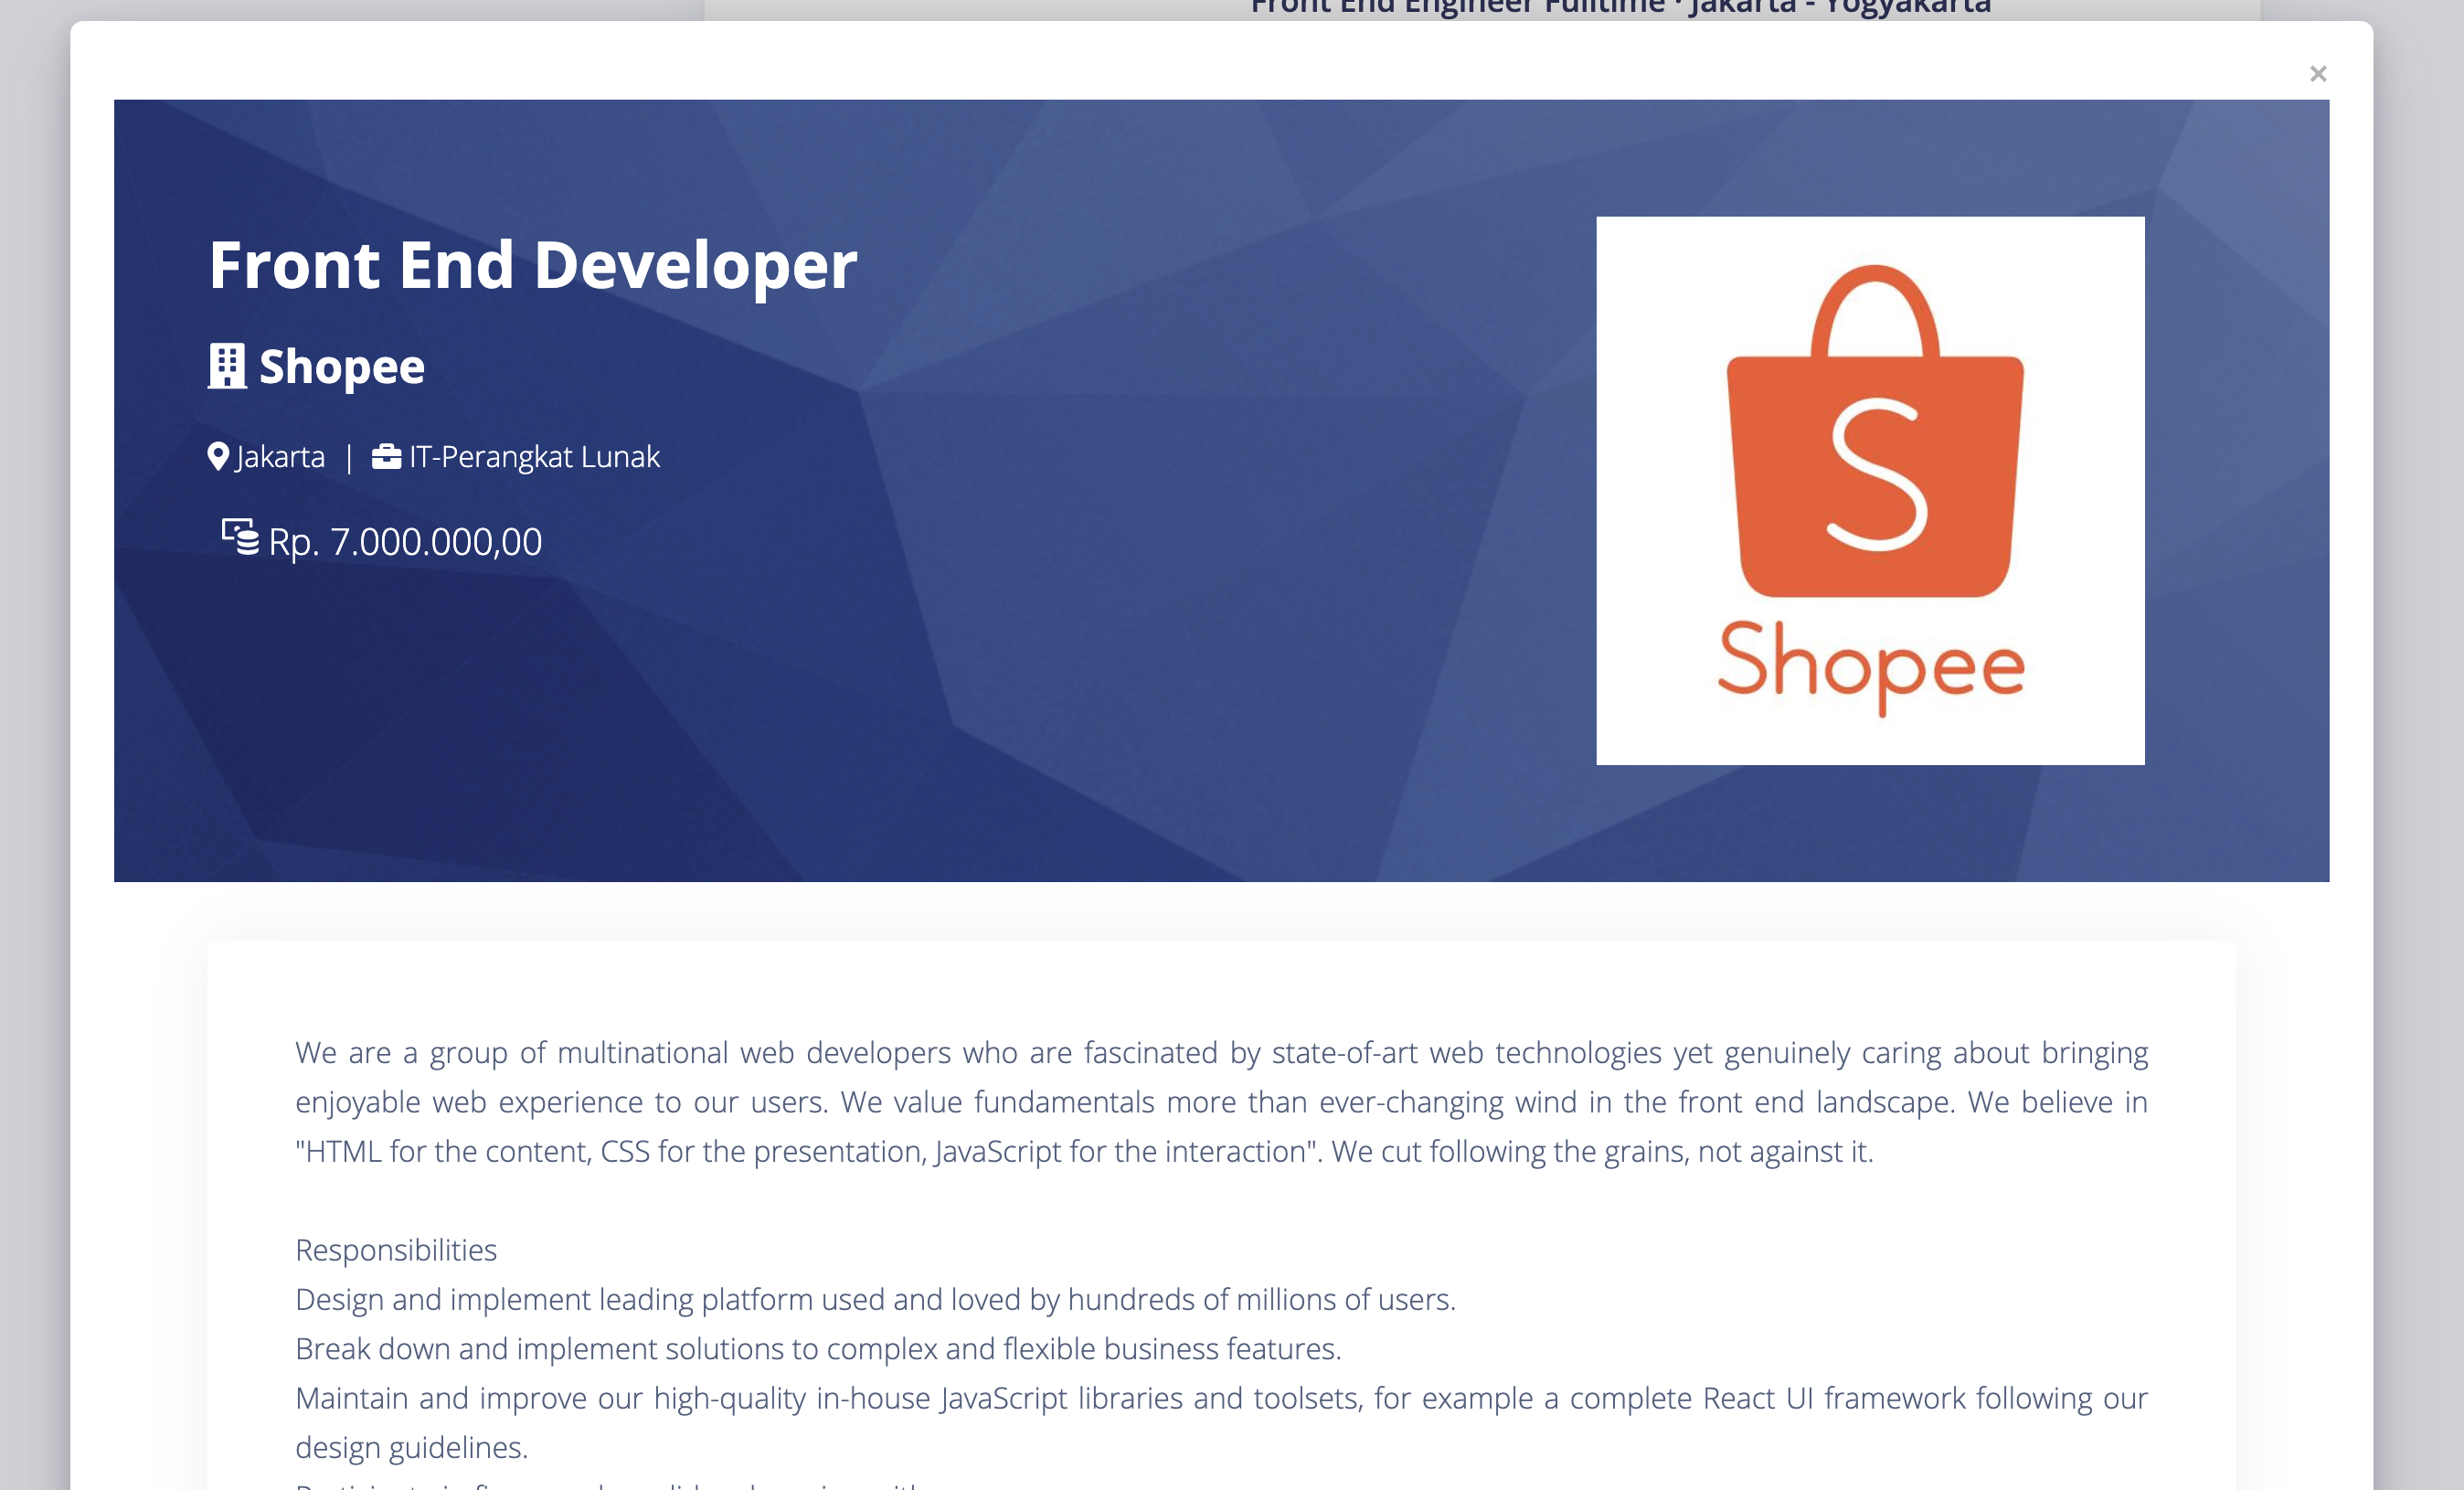 Front End Engineer Fulltime · Jakarta - Yogyakarta
×
Front End Developer
Shopee
Jakarta | IT-Perangkat Lunak
Rp. 7.000.000,00
S
Shopee
We are a group of multinational web developers who are fascinated by state-of-art web technologies yet genuinely caring about bringing
enjoyable web experience to our users. We value fundamentals more than ever-changing wind in the front end landscape. We believe in
"HTML for the content, CSS for the presentation, JavaScript for the interaction". We cut following the grains, not against it.
Responsibilities
Design and implement leading platform used and loved by hundreds of millions of users.
Break down and implement solutions to complex and flexible business features.
Maintain and improve our high-quality in-house JavaScript libraries and toolsets, for example a complete React UI framework following our
design guidelines.